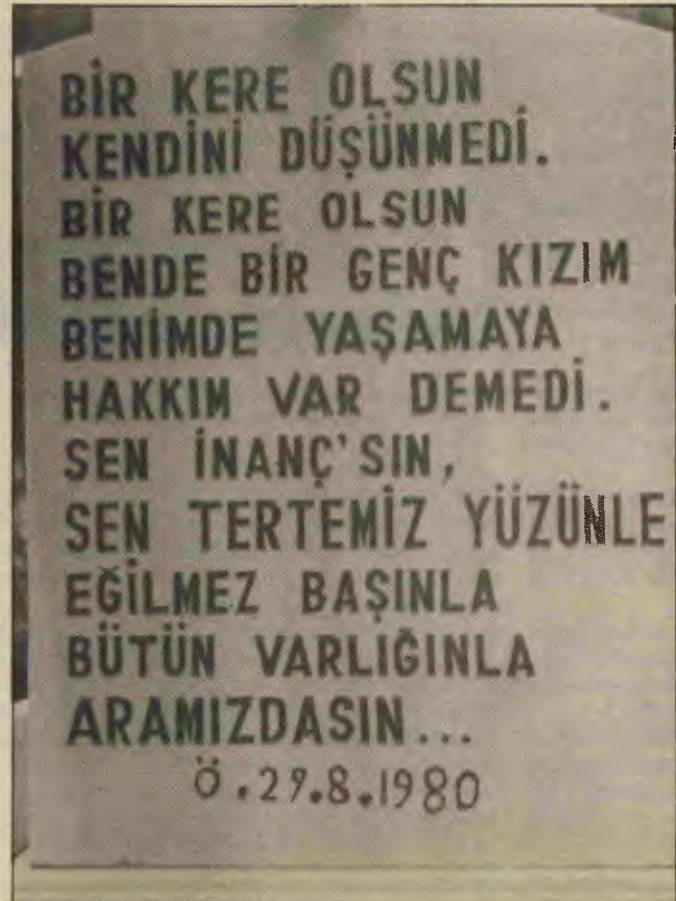 BİR KERE OLSUN
KENDİNİ DÜŞÜNMEDİ.
BİR KERE OLSUN
BENDE BİR GENÇ KIZIM
BENİMDE YAŞAMAYA
HAKKIM VAR DEMEDİ.
SEN İNANÇ'SIN,
SEN TERTEMİZ YÜZÜNLE
EĞİLMEZ BAŞINLA
BÜTÜN VARLIĞINLA
ARAMIZDASIN...
Ö.29.8.1980